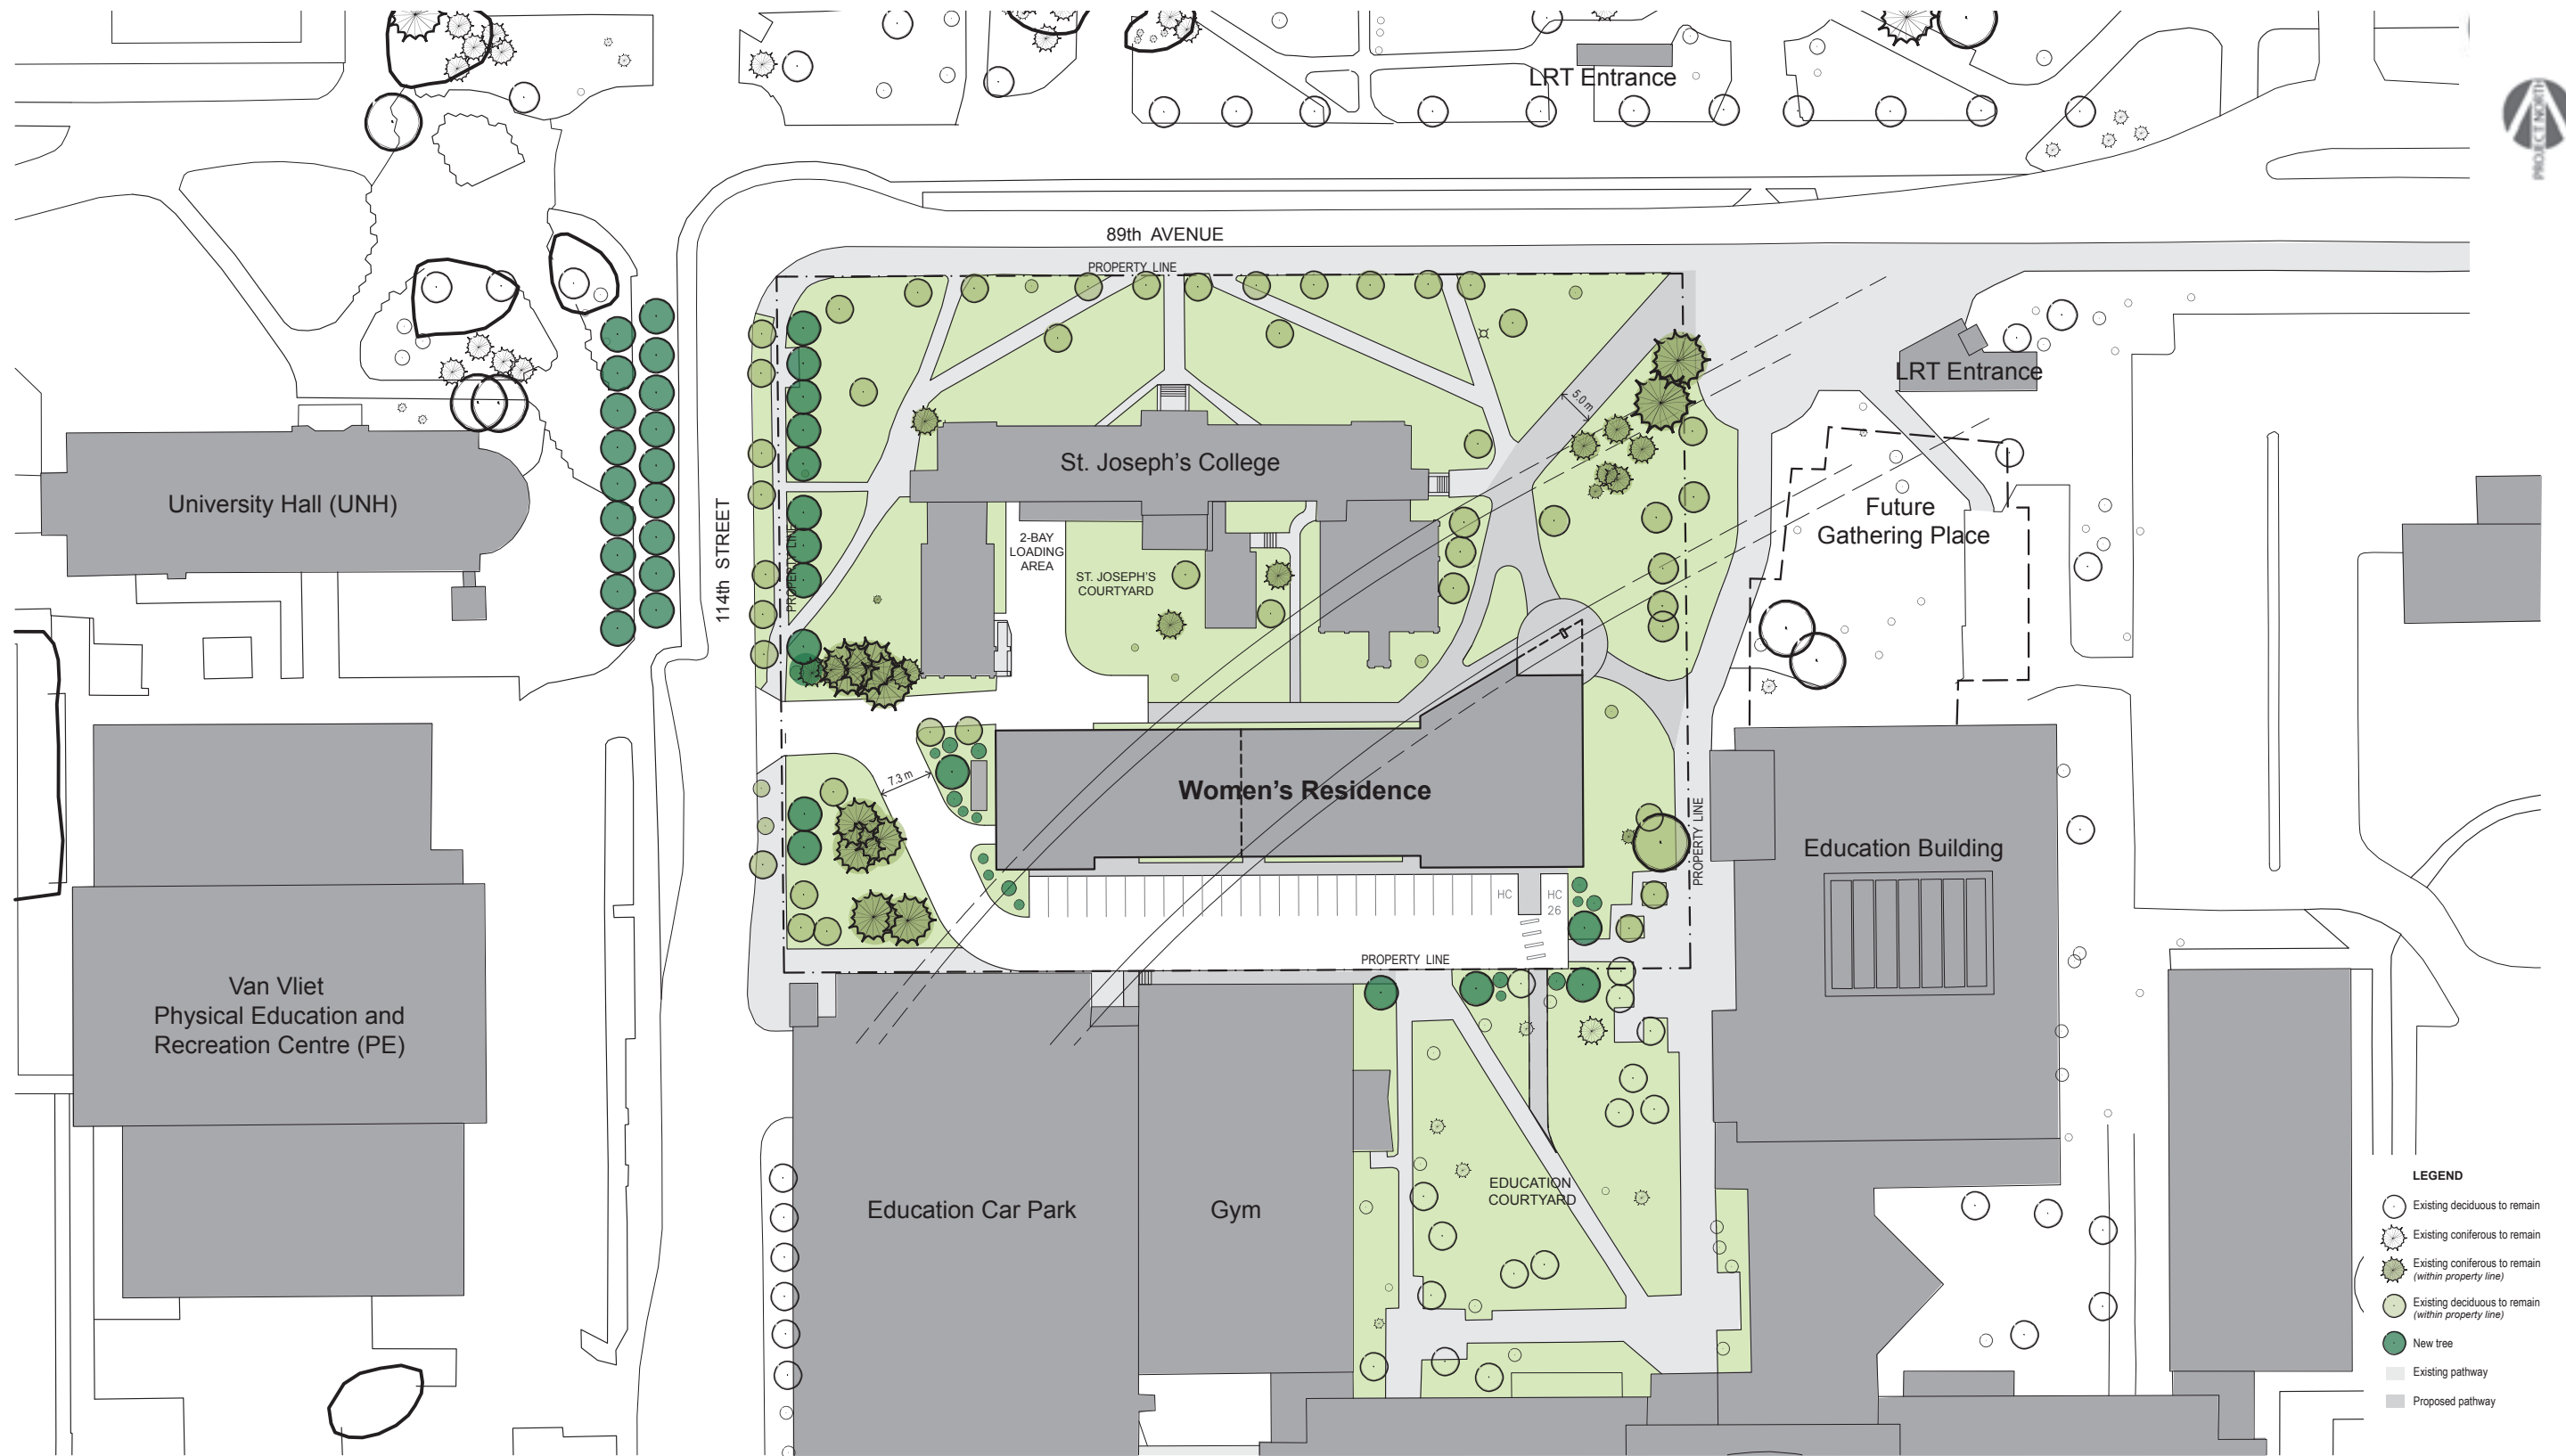 LRT Entrance
PROJECT NORTH
89th AVENUE
PROPERTY LINE
LRT Entrance
5.0 m
St. Joseph's College
University Hall (UNH)
Future
Gathering Place
114th STREET
PROPERTY LINE
2-BAY
LOADING
AREA
ST. JOSEPH'S
COURTYARD
7.3 m
Women's Residence
PROPERTY LINE
Education Building
HC
HC
26
PROPERTY LINE
Van Vliet
Physical Education and
Recreation Centre (PE)
Education Car Park
Gym
EDUCATION
COURTYARD
LEGEND
Existing deciduous to remain
Existing coniferous to remain
Existing coniferous to remain
(within property line)
Existing deciduous to remain
(within property line)
New tree
Existing pathway
Proposed pathway